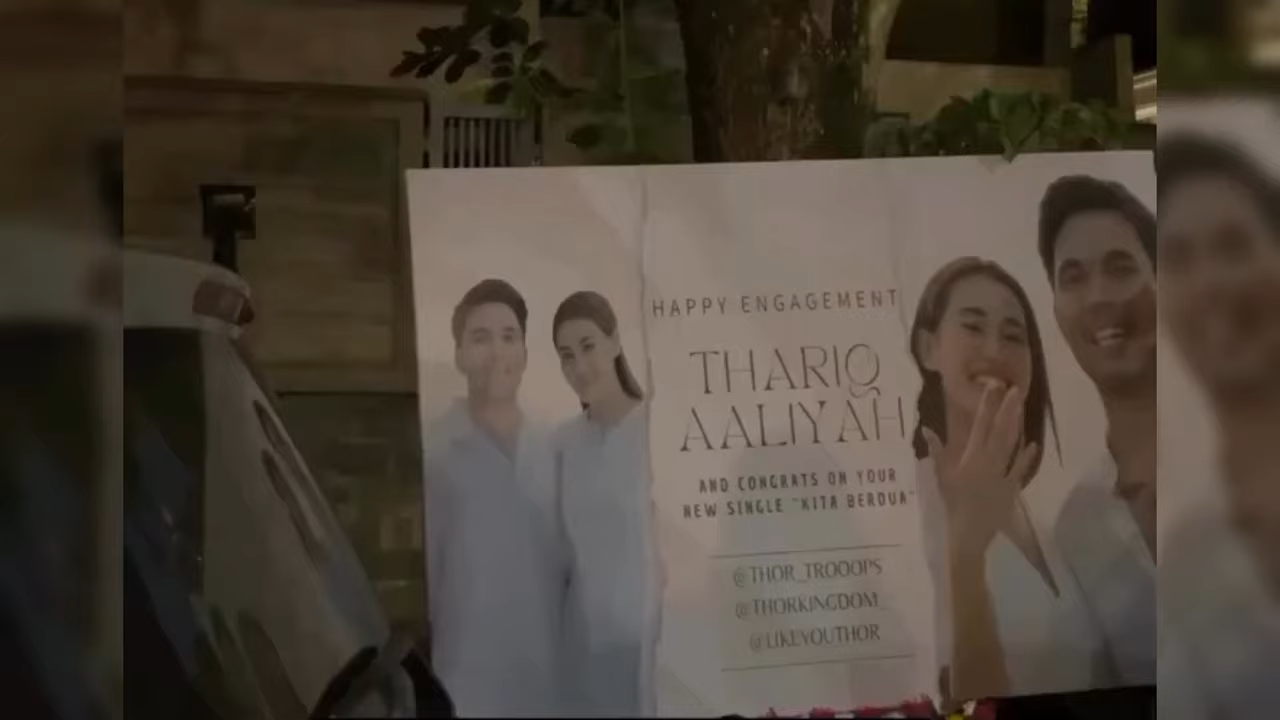 HAPPY ENGAGEMENT
THARIQ
AALIYAH
AND CONGRATS ON YOUR
NEW SINGLE "KITA BERDUA"
@THOR_TROOOPS
@THORKINGDOM_
@LIKEYOUTHOR